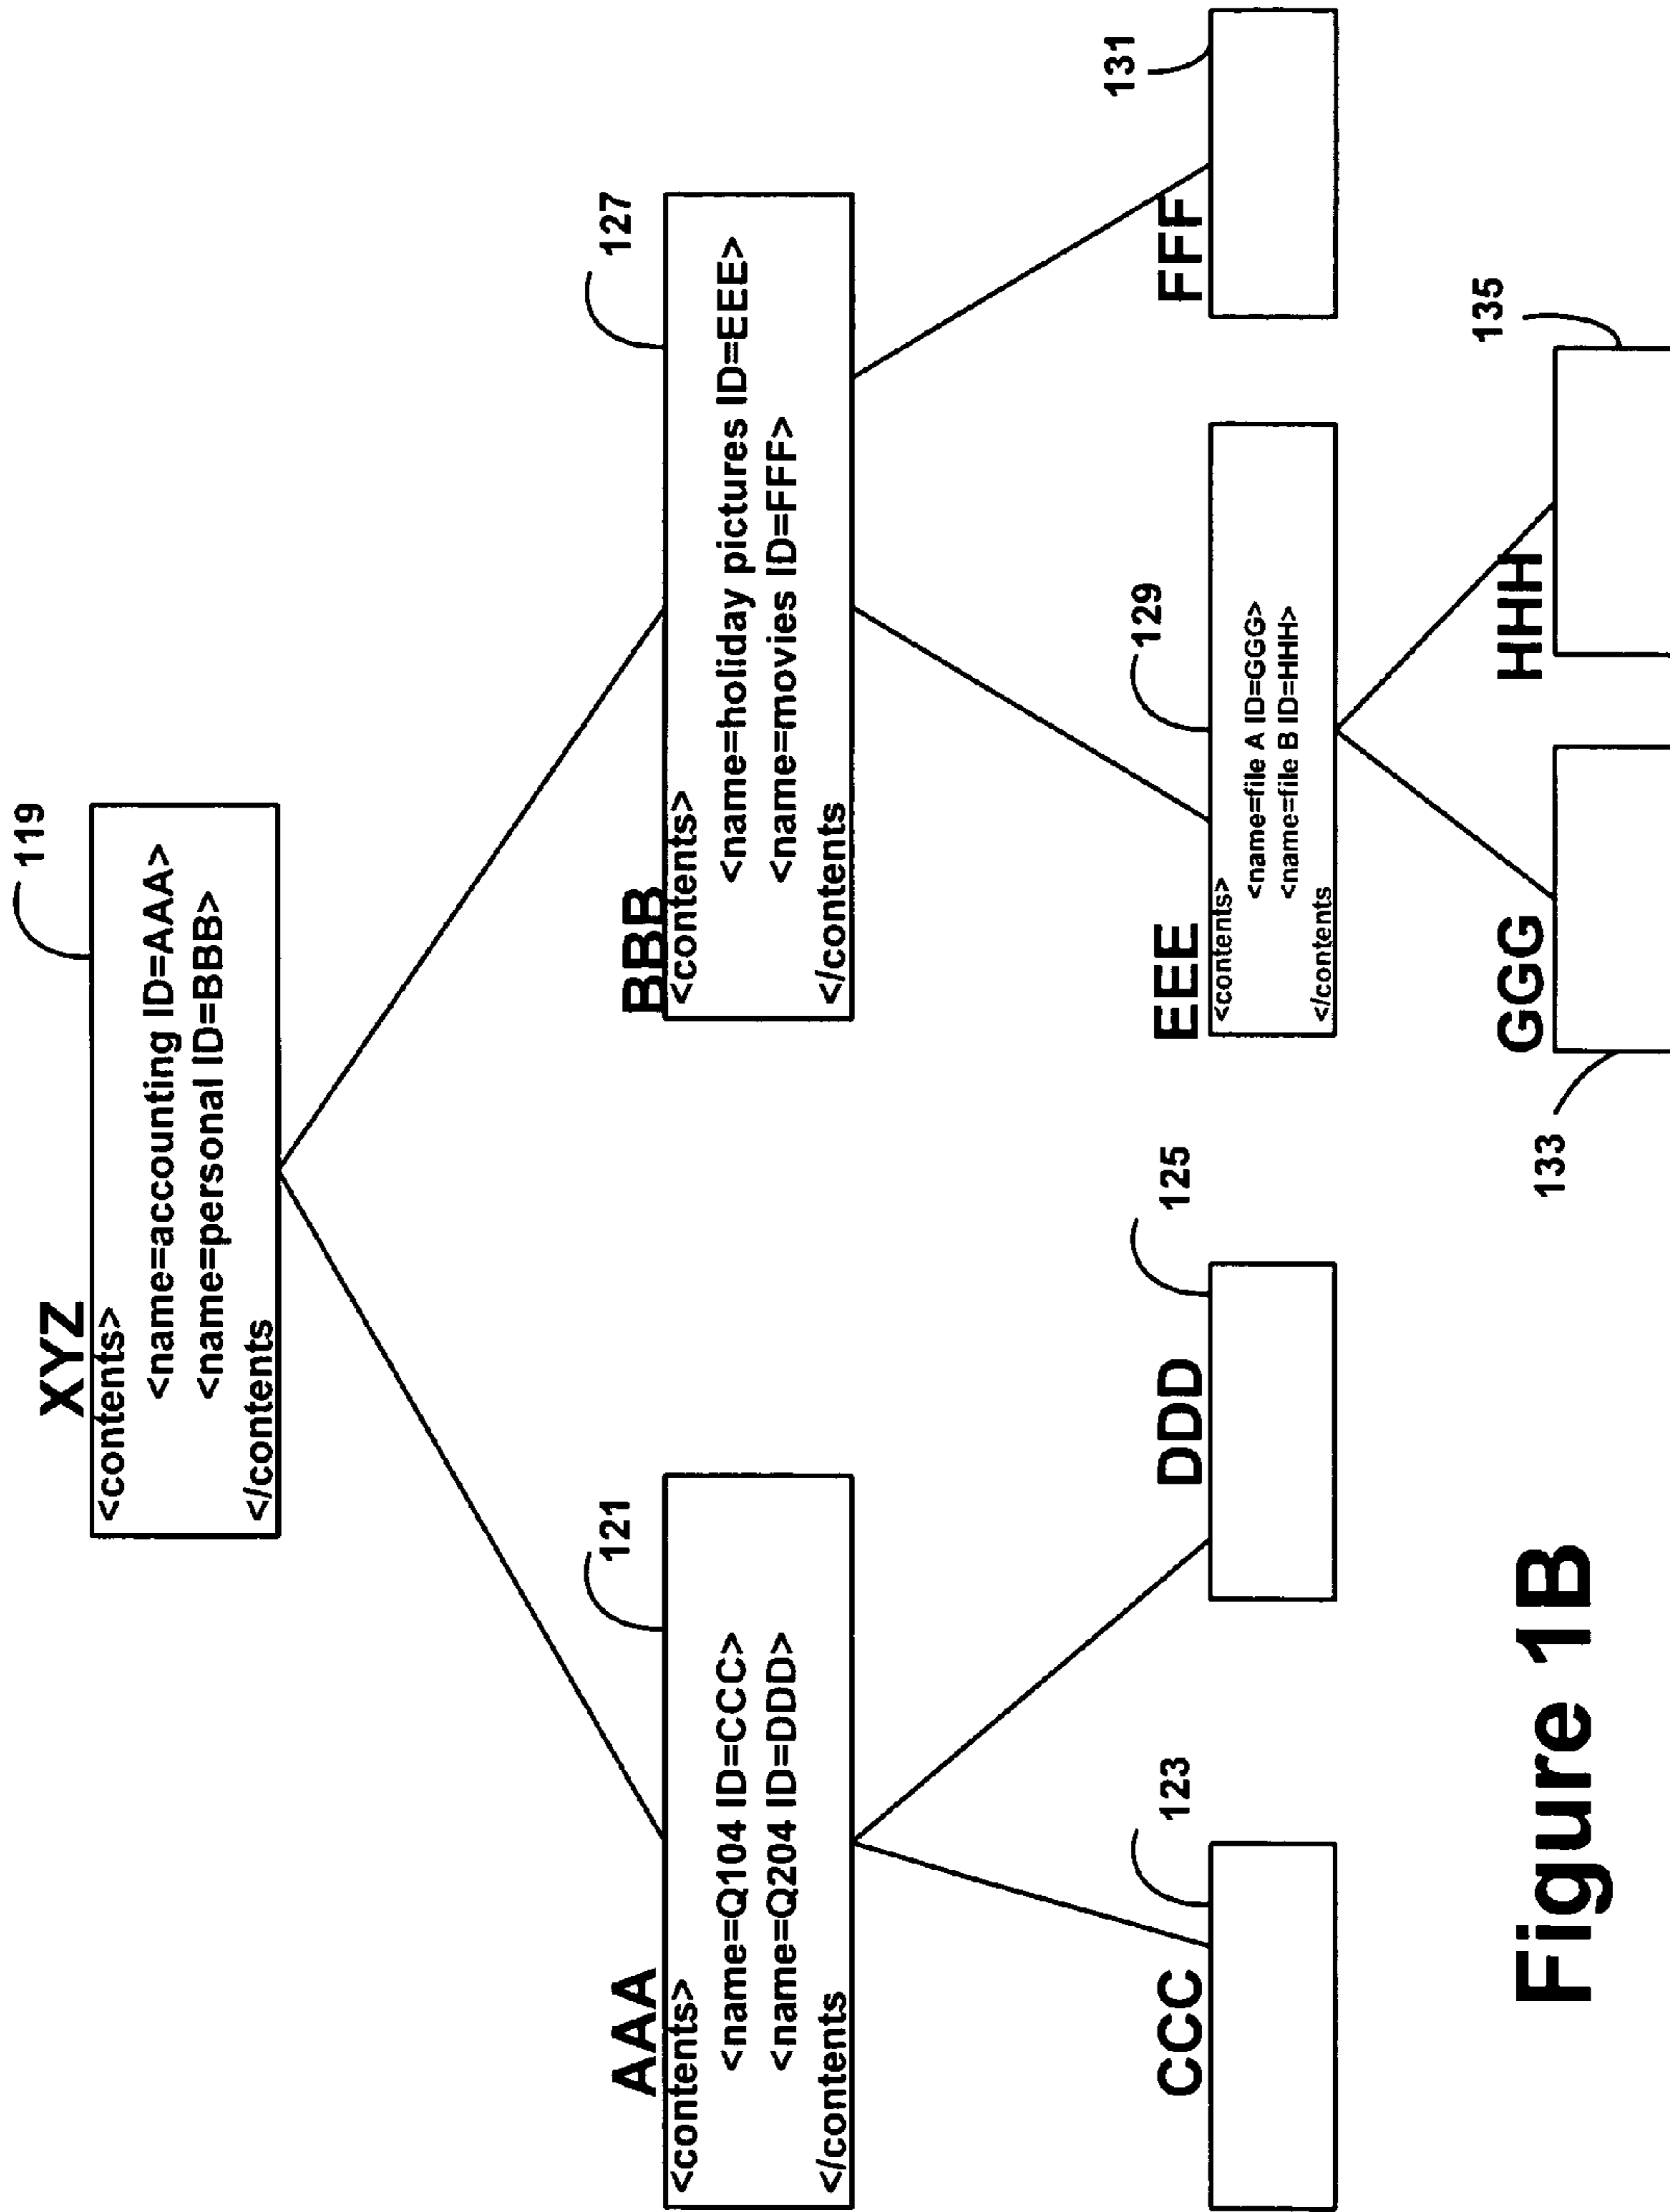 119
XYZ
<contents>
<name=accounting ID=AAA>
<name=personal ID=BBB>
</contents
121
AAA
<contents>
<name=Q104 ID=CCC>
<name=Q204 ID=DDD>
</contents
127
BBB
<contents>
<name=holiday pictures ID=EEE>
<name=movies ID=FFF>
</contents
123
CCC
125
DDD
129
EEE
<contents>
<name=file A ID=GGG>
<name=file B ID=HHH>
</contents
131
FFF
133
GGG
135
HHH
Figure 1B